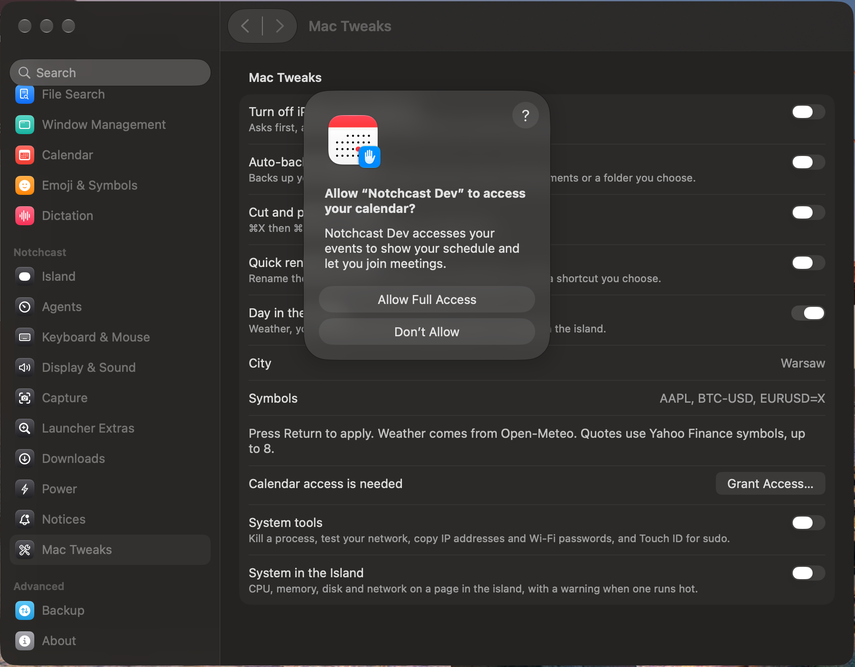 Mac Tweaks
Search
File Search
Window Management
Calendar
Emoji & Symbols
Dictation
Notchcast
Island
Agents
Keyboard & Mouse
Display & Sound
Capture
Launcher Extras
Downloads
Power
Notices
Mac Tweaks
Advanced
Backup
About
Mac Tweaks
Turn off
Asks first,
Auto-bac
Backs up yo
ments or a folder you choose.
Cut and p
⌘X then ⌘
Quick ren
Rename the
a shortcut you choose.
Day in the
Weather, yo
the island.
?
Allow “Notchcast Dev” to access
your calendar?
Notchcast Dev accesses your
events to show your schedule and
let you join meetings.
Allow Full Access
Don’t Allow
City
Warsaw
Symbols
AAPL, BTC-USD, EURUSD=X
Press Return to apply. Weather comes from Open-Meteo. Quotes use Yahoo Finance symbols, up
to 8.
Calendar access is needed
Grant Access...
System tools
Kill a process, test your network, copy IP addresses and Wi-Fi passwords, and Touch ID for sudo.
System in the Island
CPU, memory, disk and network on a page in the island, with a warning when one runs hot.